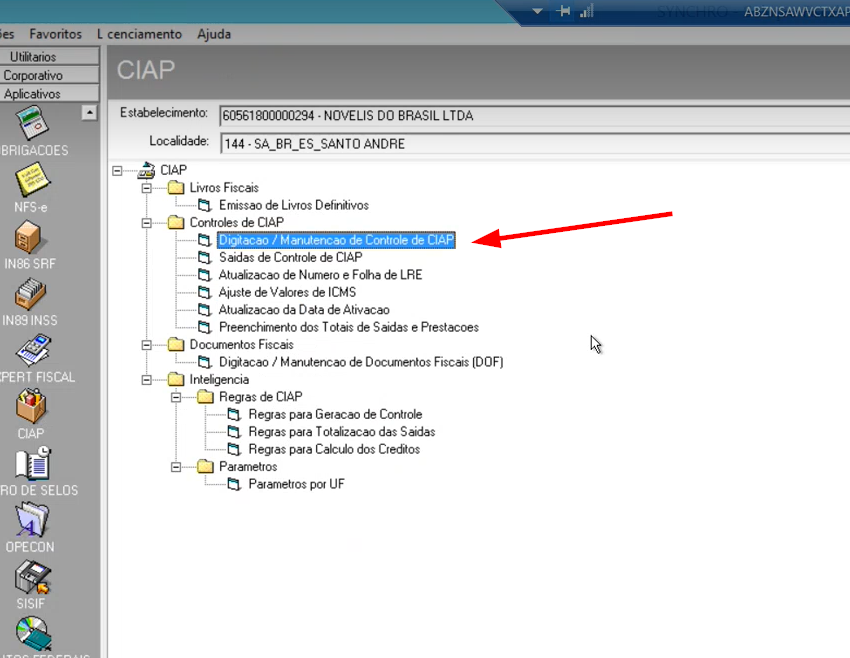 SYNCHRO
ABZNSAWVCTXAP
ões Favoritos L cenciamento Ajuda
Utilitarios
Corporativo
Aplicativos
CIAP
Estabelecimento: 60561800000294 - NOVELIS DO BRASIL LTDA
Localidade: 144 - SA_BR_ES_SANTO ANDRE
BRIGACOES
NFS-e
IN86 SRF
IN89 INSS
XPERT FISCAL
CIAP
RO DE SELOS
OPECON
SISIF
CIAP
Livros Fiscais
Emissao de Livros Definitivos
Controles de CIAP
Digitacao / Manutencao de Controle de CIAP
Saidas de Controle de CIAP
Atualizacao de Numero e Folha de LRE
Ajuste de Valores de ICMS
Atualizacao da Data de Ativacao
Preenchimento dos Totais de Saidas e Prestacoes
Documentos Fiscais
Digitacao / Manutencao de Documentos Fiscais (DOF)
Inteligencia
Regras de CIAP
Regras para Geracao de Controle
Regras para Totalizacao das Saidas
Regras para Calculo dos Creditos
Parametros
Parametros por UF